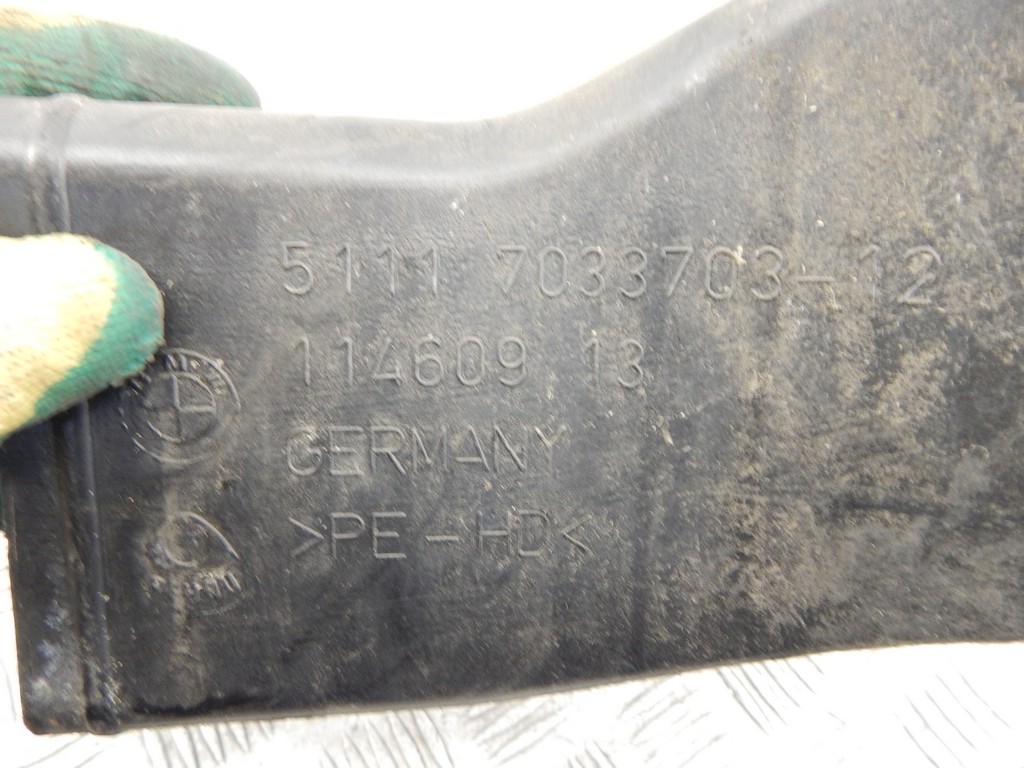 5111 7033703-12
114609 13
GERMANY
>PE-HD<